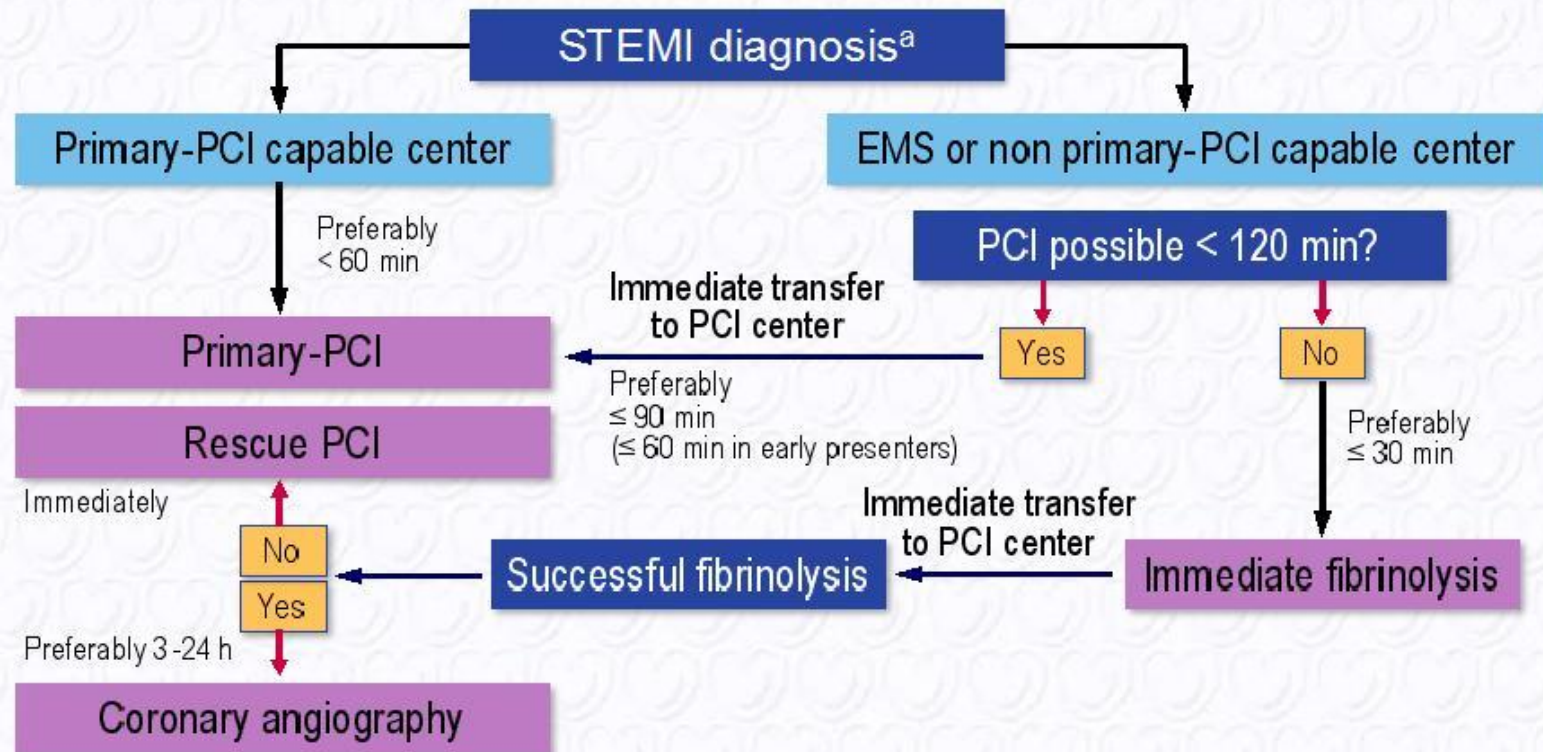 STEMI diagnosisᵃ
Primary-PCI capable center
EMS or non primary-PCI capable center
Preferably
< 60 min
PCI possible < 120 min?
Immediate transfer
to PCI center
Primary-PCI
Yes
No
Preferably
≤ 90 min
(≤ 60 min in early presenters)
Preferably
≤ 30 min
Rescue PCI
Immediately
Immediate transfer
to PCI center
No
Yes
Successful fibrinolysis
Immediate fibrinolysis
Preferably 3-24 h
Coronary angiography